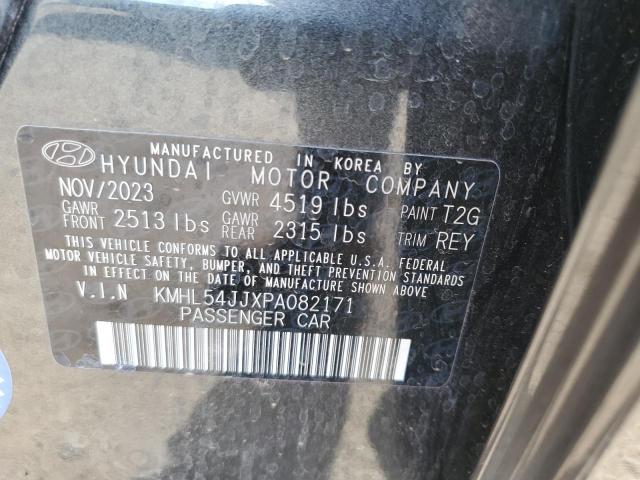 MANUFACTURED IN KOREA BY
HYUNDAI MOTOR COMPANY
NOV/2023 GVWR 4519 lbs PAINT T2G
GAWR FRONT 2513 lbs GAWR REAR 2315 lbs TRIM REY
THIS VEHICLE CONFORMS TO ALL APPLICABLE U.S.A. FEDERAL
MOTOR VEHICLE SAFETY, BUMPER, AND THEFT PREVENTION STANDARDS
IN EFFECT ON THE DATE OF MANUFACTURE SHOWN ABOVE.
V.I.N KMHL54JJXPA082171
PASSENGER CAR